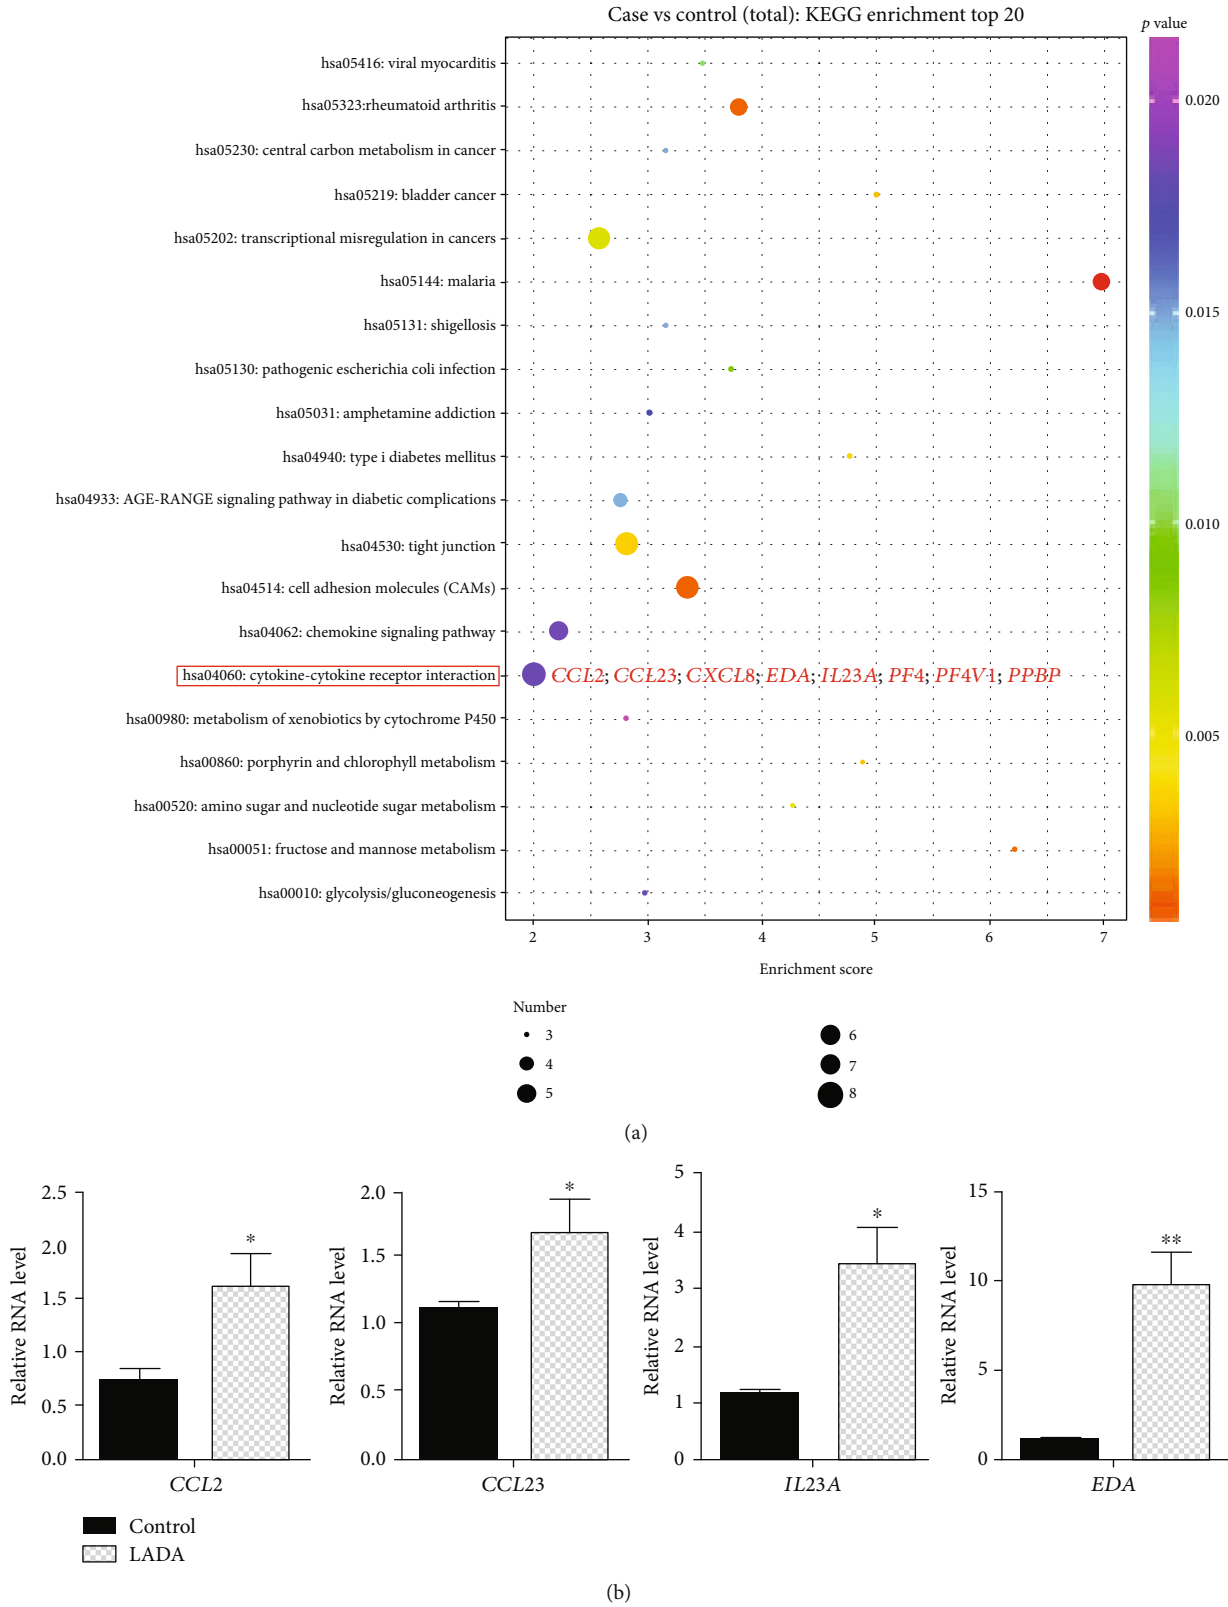 Case vs control (total): KEGG enrichment top 20
p value
hsa05416: viral myocarditis
hsa05323:rheumatoid arthritis
hsa05230: central carbon metabolism in cancer
hsa05219: bladder cancer
hsa05202: transcriptional misregulation in cancers
hsa05144: malaria
hsa05131: shigellosis
hsa05130: pathogenic escherichia coli infection
hsa05031: amphetamine addiction
hsa04940: type i diabetes mellitus
hsa04933: AGE-RANGE signaling pathway in diabetic complications
hsa04530: tight junction
hsa04514: cell adhesion molecules (CAMs)
hsa04062: chemokine signaling pathway
hsa04060: cytokine-cytokine receptor interaction
CCL2; CCL23; CXCL8; EDA; IL23A; PF4; PF4V1; PPBP
hsa00980: metabolism of xenobiotics by cytochrome P450
hsa00860: porphyrin and chlorophyll metabolism
hsa00520: amino sugar and nucleotide sugar metabolism
hsa00051: fructose and mannose metabolism
hsa00010: glycolysis/gluconeogenesis
0.020
0.015
0.010
0.005
2 3 4 5 6 7
Enrichment score
Number
3
4
5
6
7
8
(a)
2.5
2.0
1.5
1.0
0.5
0.0
Relative RNA level
*
CCL2
2.0
1.5
1.0
0.5
0.0
Relative RNA level
*
CCL23
5
4
3
2
1
0
Relative RNA level
*
IL23A
15
10
5
0
Relative RNA level
**
EDA
Control
LADA
(b)